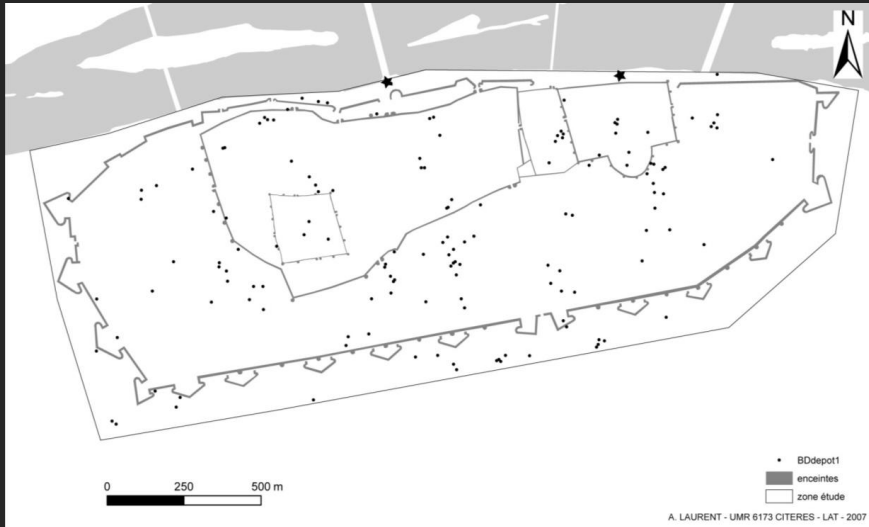 N
BDdepot1
enceintes
zone étude
0 250 500 m
A. LAURENT - UMR 6173 CITERES - LAT - 2007